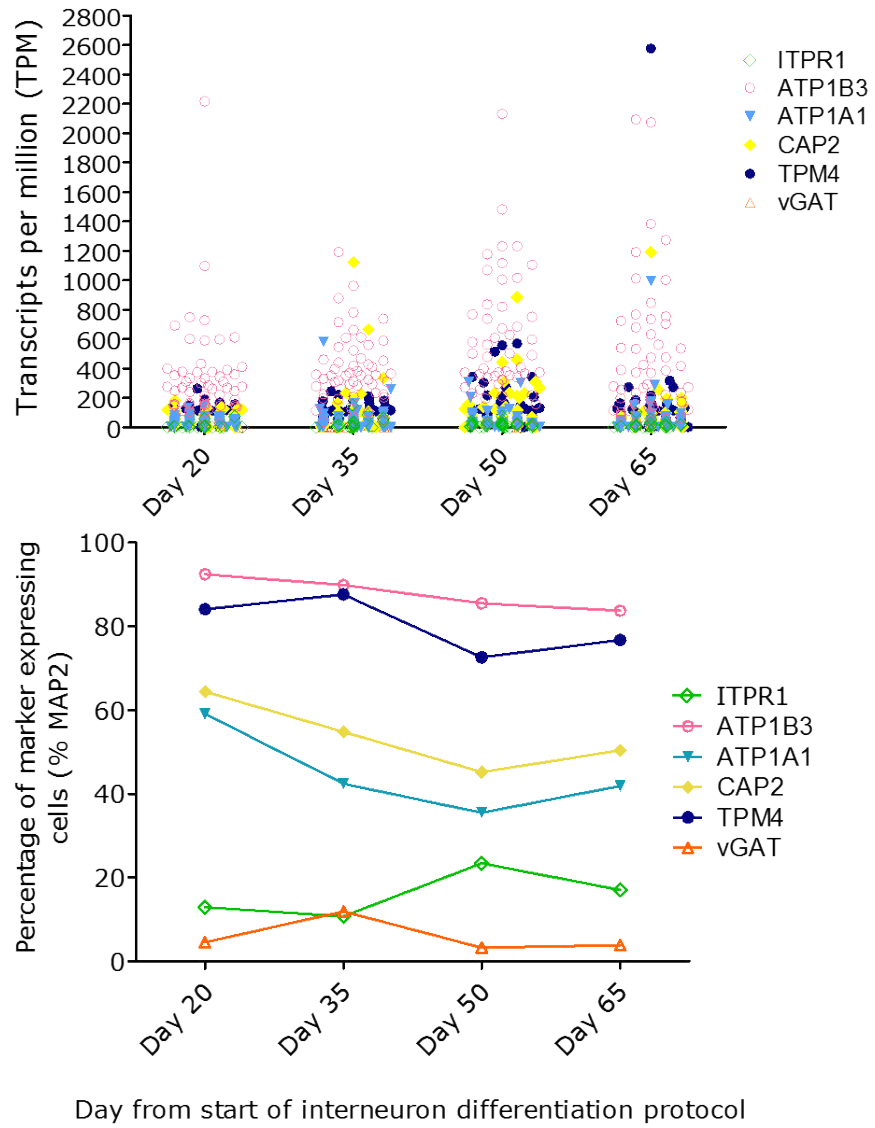 Transcripts per million (TPM)
2800
2600
2400
2200
2000
1800
1600
1400
1200
1000
800
600
400
200
0
Day 20
Day 35
Day 50
Day 65
ITPR1
ATP1B3
ATP1A1
CAP2
TPM4
vGAT
Percentage of marker expressing
cells (% MAP2)
100
80
60
40
20
0
Day 20
Day 35
Day 50
Day 65
ITPR1
ATP1B3
ATP1A1
CAP2
TPM4
vGAT
Day from start of interneuron differentiation protocol